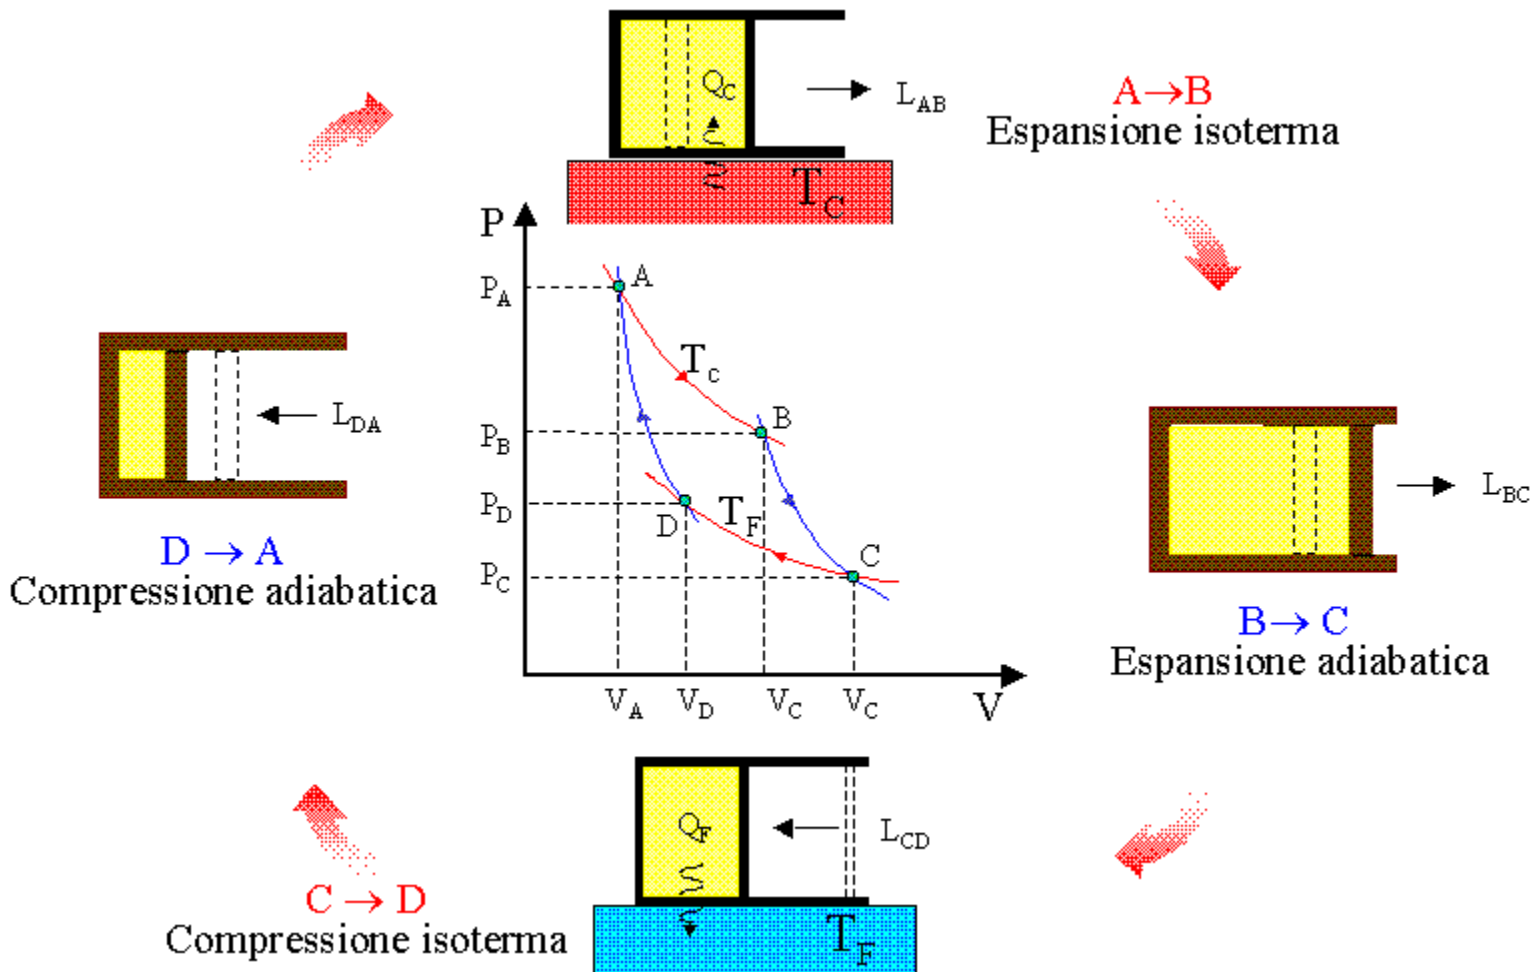 Q_C
L_AB
A→B
Espansione isoterma
T_C
P
P_A
A
T_c
L_DA
P_B
B
D → A
Compressione adiabatica
P_D
D
T_F
L_BC
P_C
C
B→ C
Espansione adiabatica
V_A
V_D
V_C
V_C
V
Q_F
L_CD
C → D
Compressione isoterma
T_F